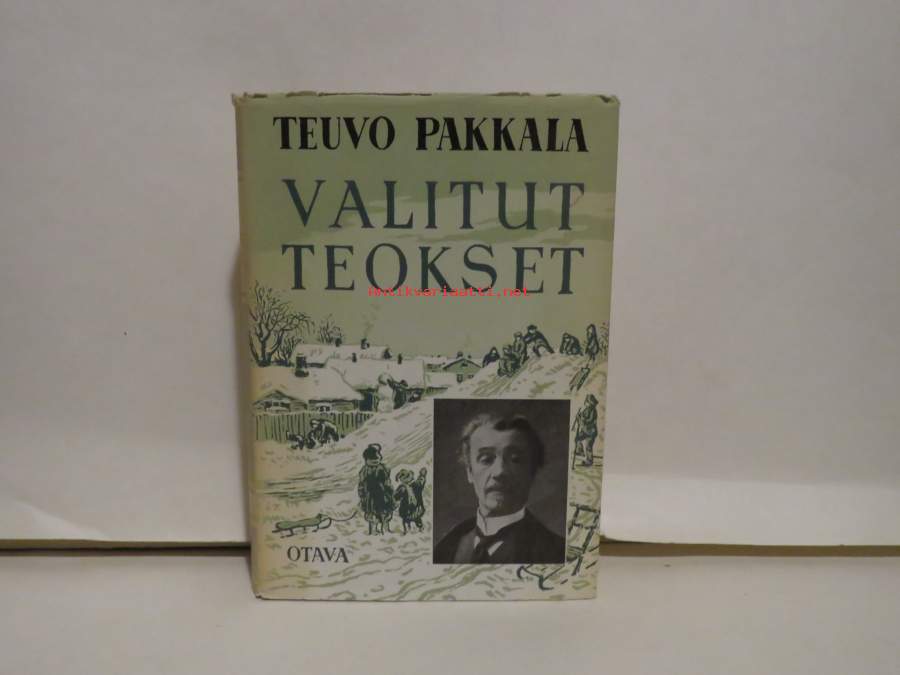 TEUVO PAKKALA
VALITUT
TEOKSET
antikvariaatti.net
OTAVA